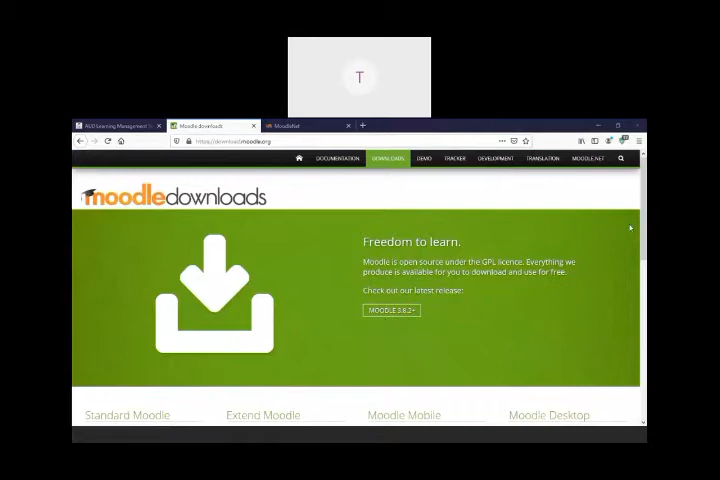 T
AUD Learning Management S
Moodle downloads
MoodleNet
https://download.moodle.org
DOCUMENTATION DOWNLOADS DEMO TRACKER DEVELOPMENT TRANSLATION MOODLE.NET
moodledownloads
Freedom to learn.
Moodle is open source under the GPL licence. Everything we
produce is available for you to download and use for free.
Check out our latest release:
MOODLE 3.8.2+
Standard Moodle
Extend Moodle
Moodle Mobile
Moodle Desktop